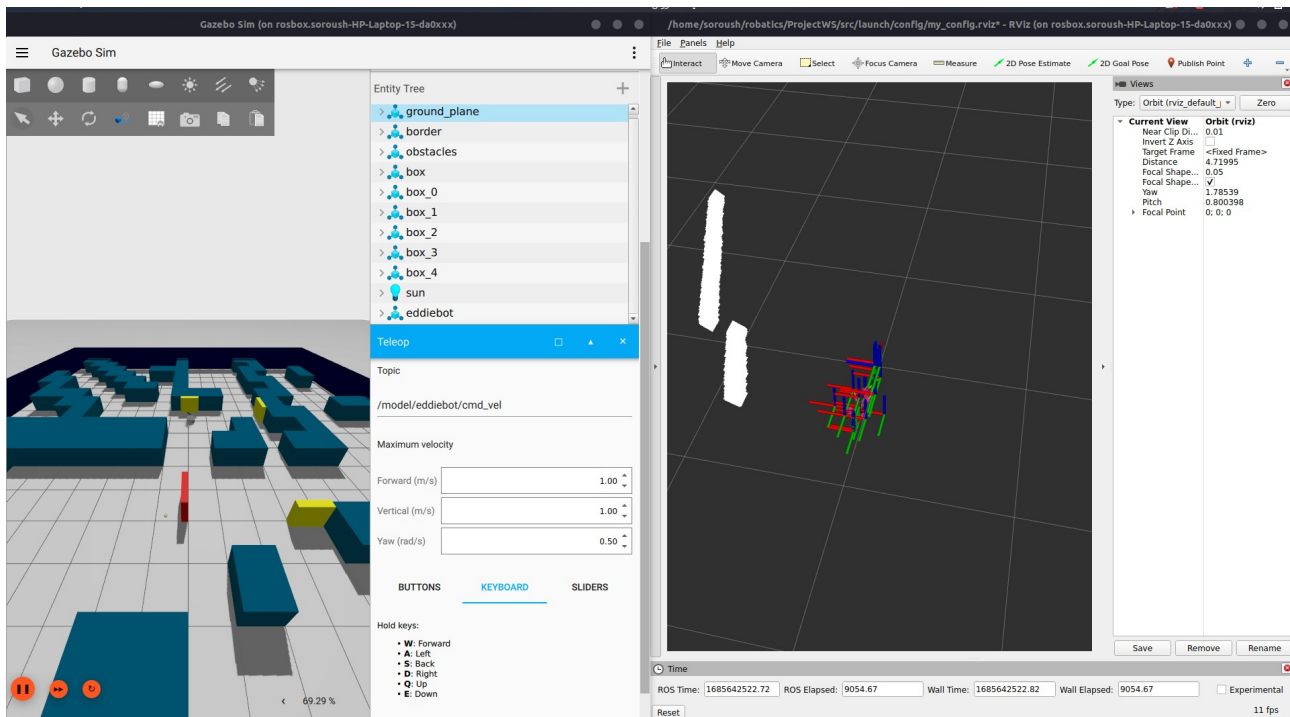 Gazebo Sim (on rosbox.soroush-HP-Laptop-15-da0xxx)
Gazebo Sim
Entity Tree
ground_plane
border
obstacles
box
box_0
box_1
box_2
box_3
box_4
sun
eddiebot
Teleop
Topic
/model/eddiebot/cmd_vel
Maximum velocity
Forward (m/s) 1.00
Vertical (m/s) 1.00
Yaw (rad/s) 0.50
BUTTONS KEYBOARD SLIDERS
Hold keys:
• W: Forward
• A: Left
• S: Back
• D: Right
• Q: Up
• E: Down
69.29 %
/home/soroush/robatics/ProjectWS/src/launch/config/my_config.rviz* - RViz (on rosbox.soroush-HP-Laptop-15-da0xxx)
File Panels Help
Interact Move Camera Select Focus Camera Measure 2D Pose Estimate 2D Goal Pose Publish Point
Views
Type: Orbit (rviz_default_ Zero
Current View Orbit (rviz)
Near Clip Di... 0.01
Invert Z Axis
Target Frame <Fixed Frame>
Distance 4.71995
Focal Shape... 0.05
Focal Shape...
Yaw 1.78539
Pitch 0.800398
Focal Point 0; 0; 0
Save Remove Rename
Time
ROS Time: 1685642522.72 ROS Elapsed: 9054.67 Wall Time: 1685642522.82 Wall Elapsed: 9054.67 Experimental
Reset 11 fps